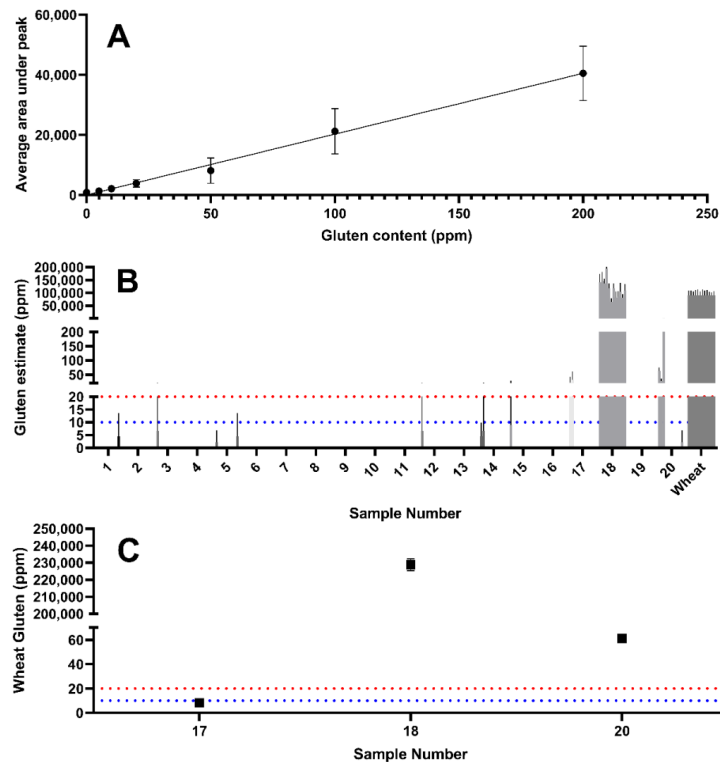 A
Average area under peak
60,000
40,000
20,000
0
0 50 100 150 200 250
Gluten content (ppm)
B
Gluten estimate (ppm)
200,000
150,000
100,000
50,000
200
150
100
50
20
15
10
5
0
1 2 3 4 5 6 7 8 9 10 11 12 13 14 15 16 17 18 19 20 Wheat
Sample Number
C
Wheat Gluten (ppm)
250,000
240,000
230,000
220,000
210,000
200,000
60
40
20
0
17 18 20
Sample Number